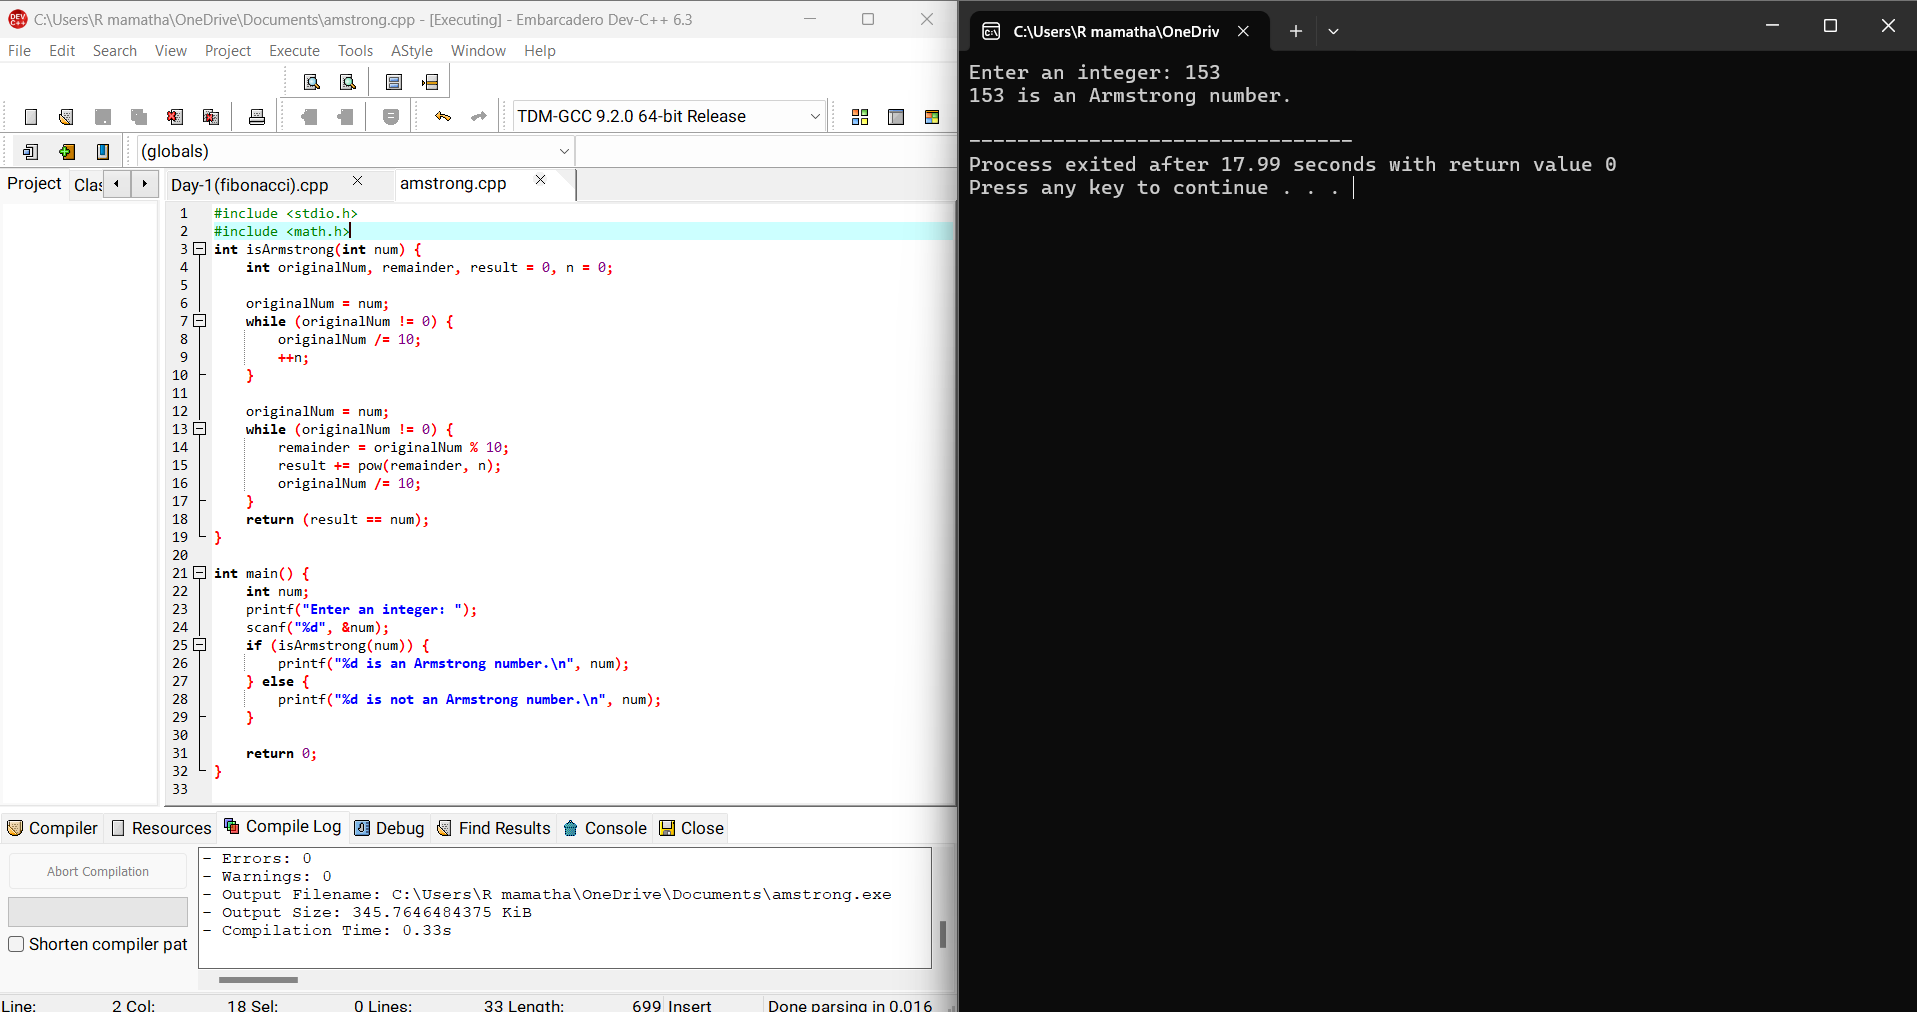 C:\Users\R mamatha\OneDrive\Documents\amstrong.cpp - [Executing] - Embarcadero Dev-C++ 6.3
File Edit Search View Project Execute Tools AStyle Window Help
TDM-GCC 9.2.0 64-bit Release
(globals)
Project Clas Day-1(fibonacci).cpp amstrong.cpp
1 #include <stdio.h>
2 #include <math.h>
3 int isArmstrong(int num) {
4 int originalNum, remainder, result = 0, n = 0;
5
6 originalNum = num;
7 while (originalNum != 0) {
8 originalNum /= 10;
9 ++n;
10 }
11
12 originalNum = num;
13 while (originalNum != 0) {
14 remainder = originalNum % 10;
15 result += pow(remainder, n);
16 originalNum /= 10;
17 }
18 return (result == num);
19 }
20
21 int main() {
22 int num;
23 printf("Enter an integer: ");
24 scanf("%d", &num);
25 if (isArmstrong(num)) {
26 printf("%d is an Armstrong number.\n", num);
27 } else {
28 printf("%d is not an Armstrong number.\n", num);
29 }
30
31 return 0;
32 }
33
Compiler Resources Compile Log Debug Find Results Console Close
Abort Compilation
Shorten compiler pat
- Errors: 0
- Warnings: 0
- Output Filename: C:\Users\R mamatha\OneDrive\Documents\amstrong.exe
- Output Size: 345.7646484375 KiB
- Compilation Time: 0.33s
Line: 2 Col: 18 Sel: 0 Lines: 33 Length: 699 Insert Done parsing in 0.016
C:\Users\R mamatha\OneDriv
Enter an integer: 153
153 is an Armstrong number.
--------------------------------
Process exited after 17.99 seconds with return value 0
Press any key to continue . . .